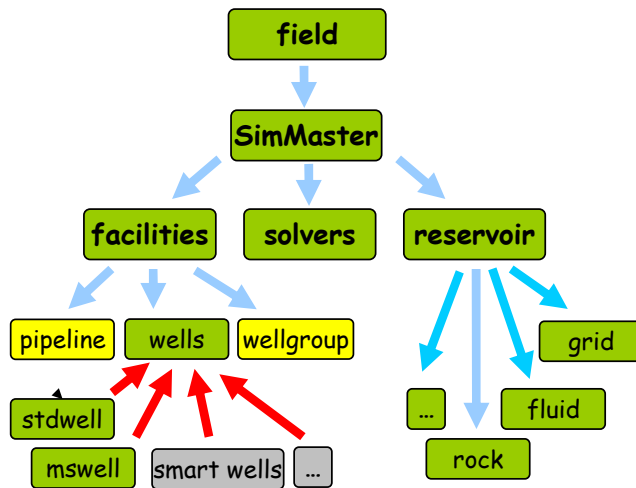 field
SimMaster
facilities
solvers
reservoir
pipeline
wells
wellgroup
grid
stdwell
...
fluid
mswell
smart wells
...
rock